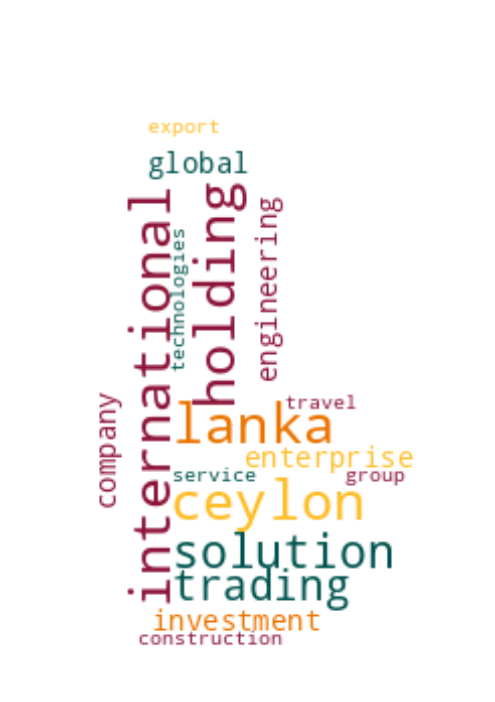 export
global
international
holding
technologies
engineering
company
lanka
travel
enterprise
service
group
ceylon
solution
trading
investment
construction